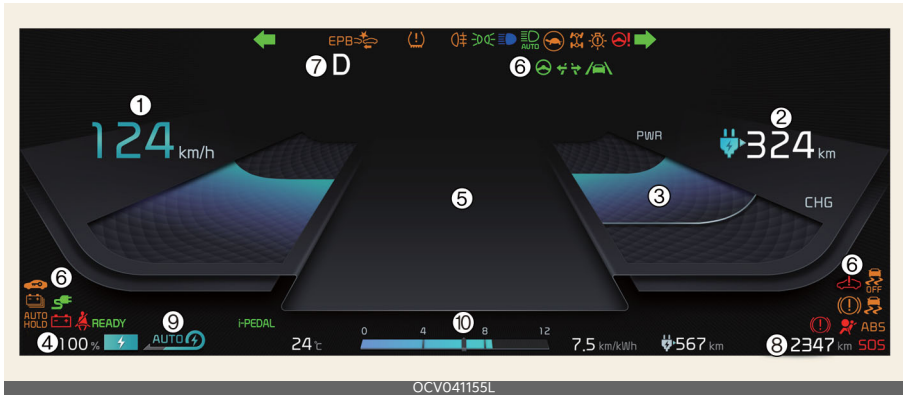 EPB
AUTO
⑦ D
⑥
① 124 km/h
PWR
② 324 km
③
⑤
CHG
⑥
⑥
OFF
AUTO HOLD
READY
ABS
⑨
AUTO
i-PEDAL
⑩
0 4 8 12
④ 100 %
24 ℃
7.5 km/kWh
567 km
⑧ 2347 km SOS
OCV041155L